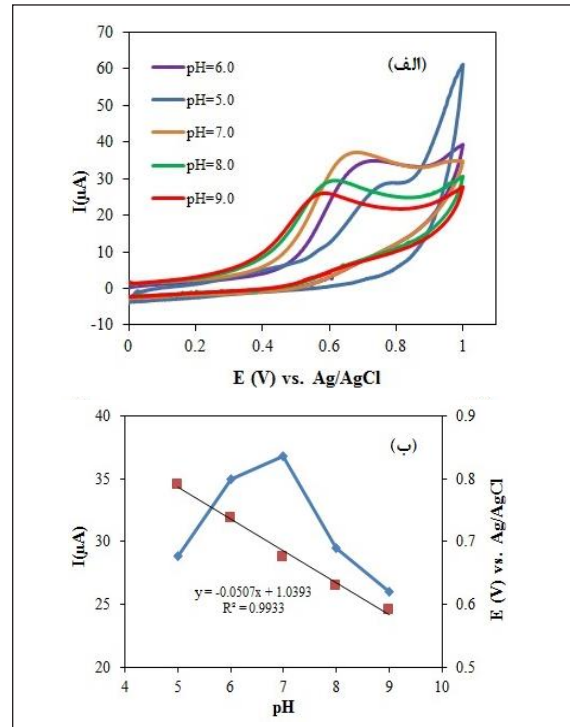 (الف)
pH=6.0
pH=5.0
pH=7.0
pH=8.0
pH=9.0
I(µA)
70
60
50
40
30
20
10
0
-10
0 0.2 0.4 0.6 0.8 1
E (V) vs. Ag/AgCl
(ب)
I(µA)
40
35
30
25
20
y = -0.0507x + 1.0393
R² = 0.9933
0.9
0.8
0.7
0.6
0.5
E (V) vs. Ag/AgCl
4 5 6 7 8 9 10
pH